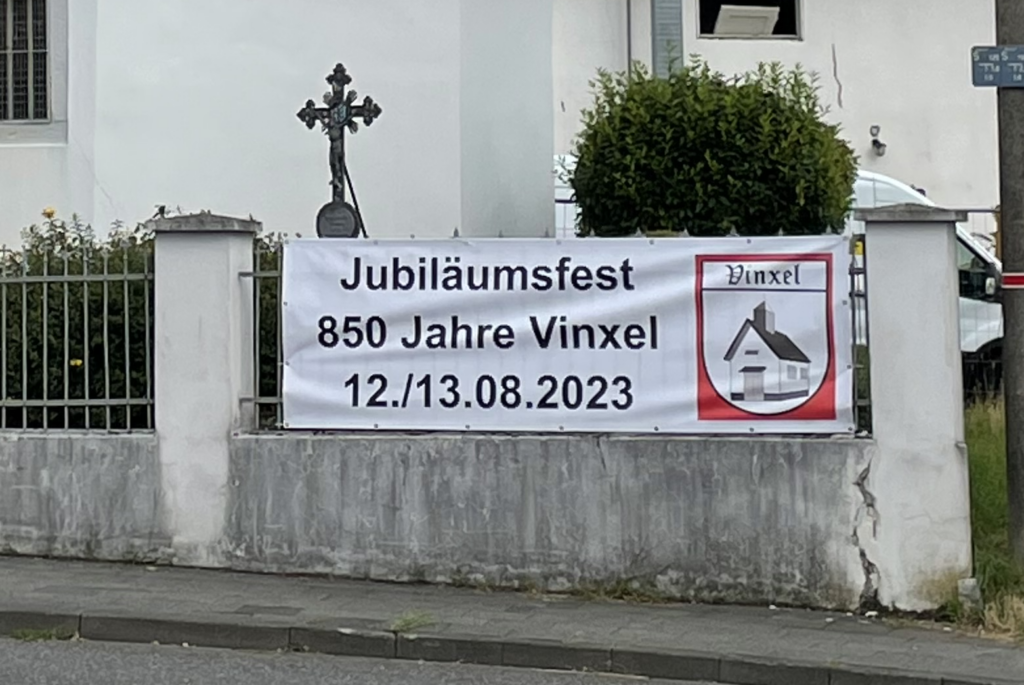 Jubiläumsfest
850 Jahre Vinxel
12./13.08.2023
Vinxel